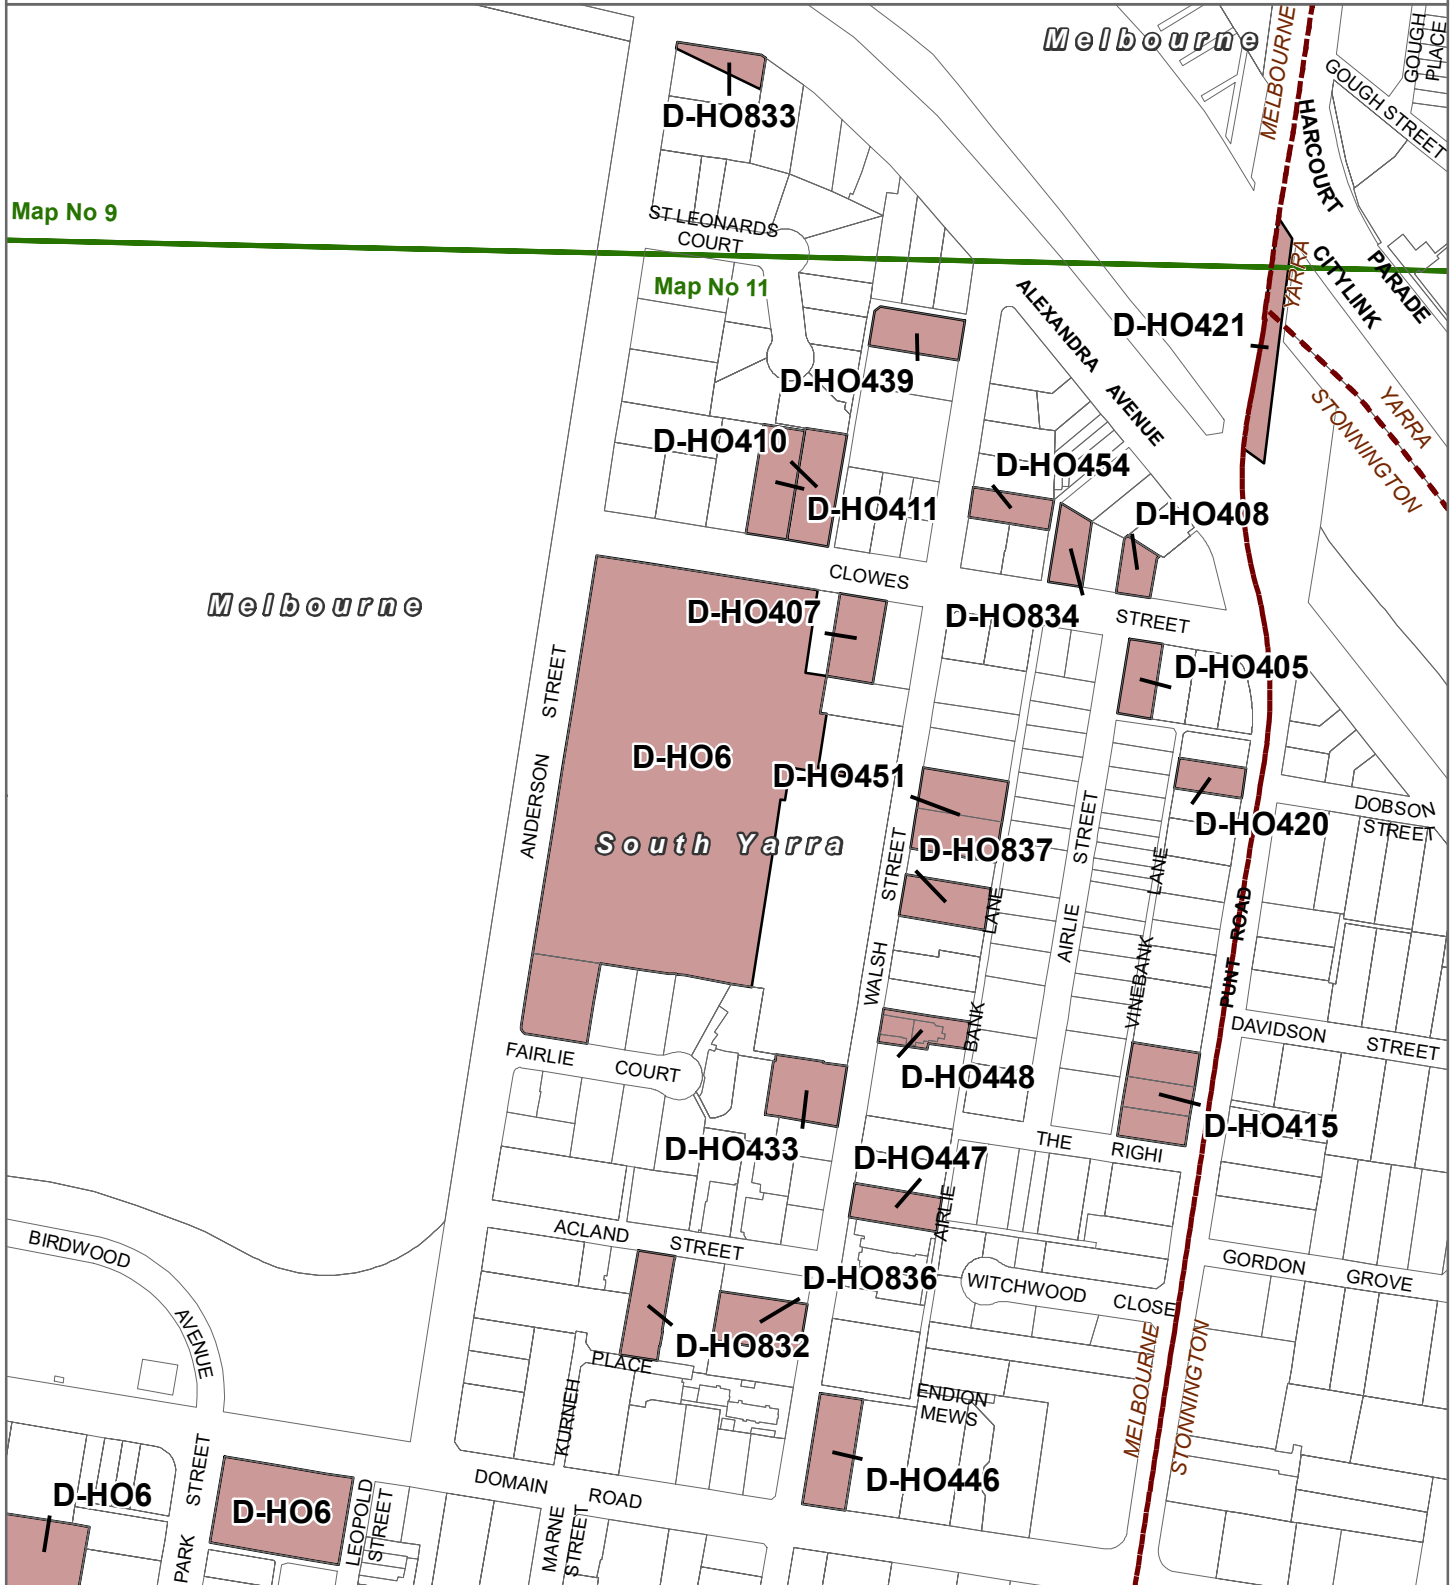 Melbourne
MELBOURNE
GOUGH
PLACE
GOUGH STREET
D-HO833
HARCOURT
PARADE
Map No 9
ST LEONARDS
COURT
Map No 11
YARRA
CITYLINK
ALEXANDRA
AVENUE
D-HO421
D-HO439
YARRA
STONNINGTON
D-HO410
D-HO411
D-HO454
D-HO408
CLOWES
STREET
Melbourne
D-HO407
D-HO834
D-HO405
ANDERSON
STREET
D-HO6
D-HO451
South Yarra
D-HO837
D-HO420
DOBSON
STREET
WALSH
STREET
BANK
LANE
AIRLIE
STREET
VINEBANK
LANE
PUNT
ROAD
DAVIDSON
STREET
FAIRLIE
COURT
D-HO448
D-HO415
D-HO433
THE
RIGHI
D-HO447
AIRLIE
ACLAND
STREET
BIRDWOOD
AVENUE
D-HO836
WITCHWOOD
CLOSE
GORDON
GROVE
D-HO832
PLACE
KURNEH
ENDION
MEWS
MELBOURNE
STONNINGTON
D-HO446
DOMAIN
ROAD
D-HO6
D-HO6
PARK
STREET
LEOPOLD
STREET
MARNE
STREET